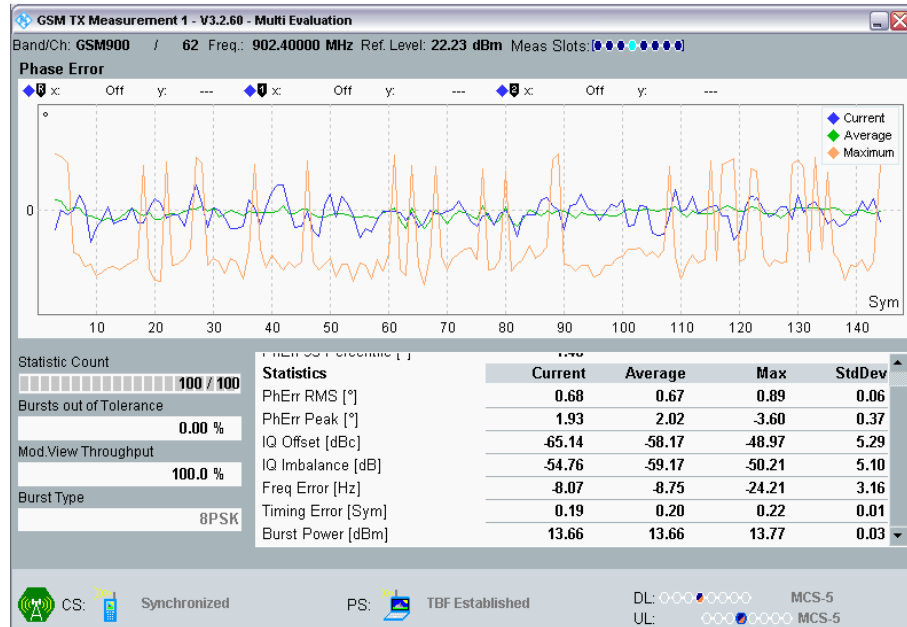 GSM TX Measurement 1 - V3.2.60 - Multi Evaluation
Band/Ch: GSM900 / 62 Freq.: 902.40000 MHz Ref. Level: 22.23 dBm Meas Slots:
Phase Error
R x: Off y: --- 1 x: Off y: --- 2 x: Off y: ---
°
Current
Average
Maximum
0
Sym
10 20 30 40 50 60 70 80 90 100 110 120 130 140
Statistic Count
100 / 100
Bursts out of Tolerance
0.00 %
Mod.View Throughput
100.0 %
Burst Type
8PSK
Statistics Current Average Max StdDev
PhErr RMS [°] 0.68 0.67 0.89 0.06
PhErr Peak [°] 1.93 2.02 -3.60 0.37
IQ Offset [dBc] -65.14 -58.17 -48.97 5.29
IQ Imbalance [dB] -54.76 -59.17 -50.21 5.10
Freq Error [Hz] -8.07 -8.75 -24.21 3.16
Timing Error [Sym] 0.19 0.20 0.22 0.01
Burst Power [dBm] 13.66 13.66 13.77 0.03
CS: Synchronized PS: TBF Established
DL: MCS-5
UL: MCS-5